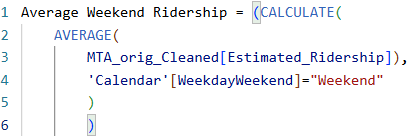 1 Average Weekend Ridership = (CALCULATE(
2 AVERAGE(
3 MTA_orig_Cleaned[Estimated_Ridership]),
4 'Calendar'[WeekdayWeekend]="Weekend"
5 )
6 )